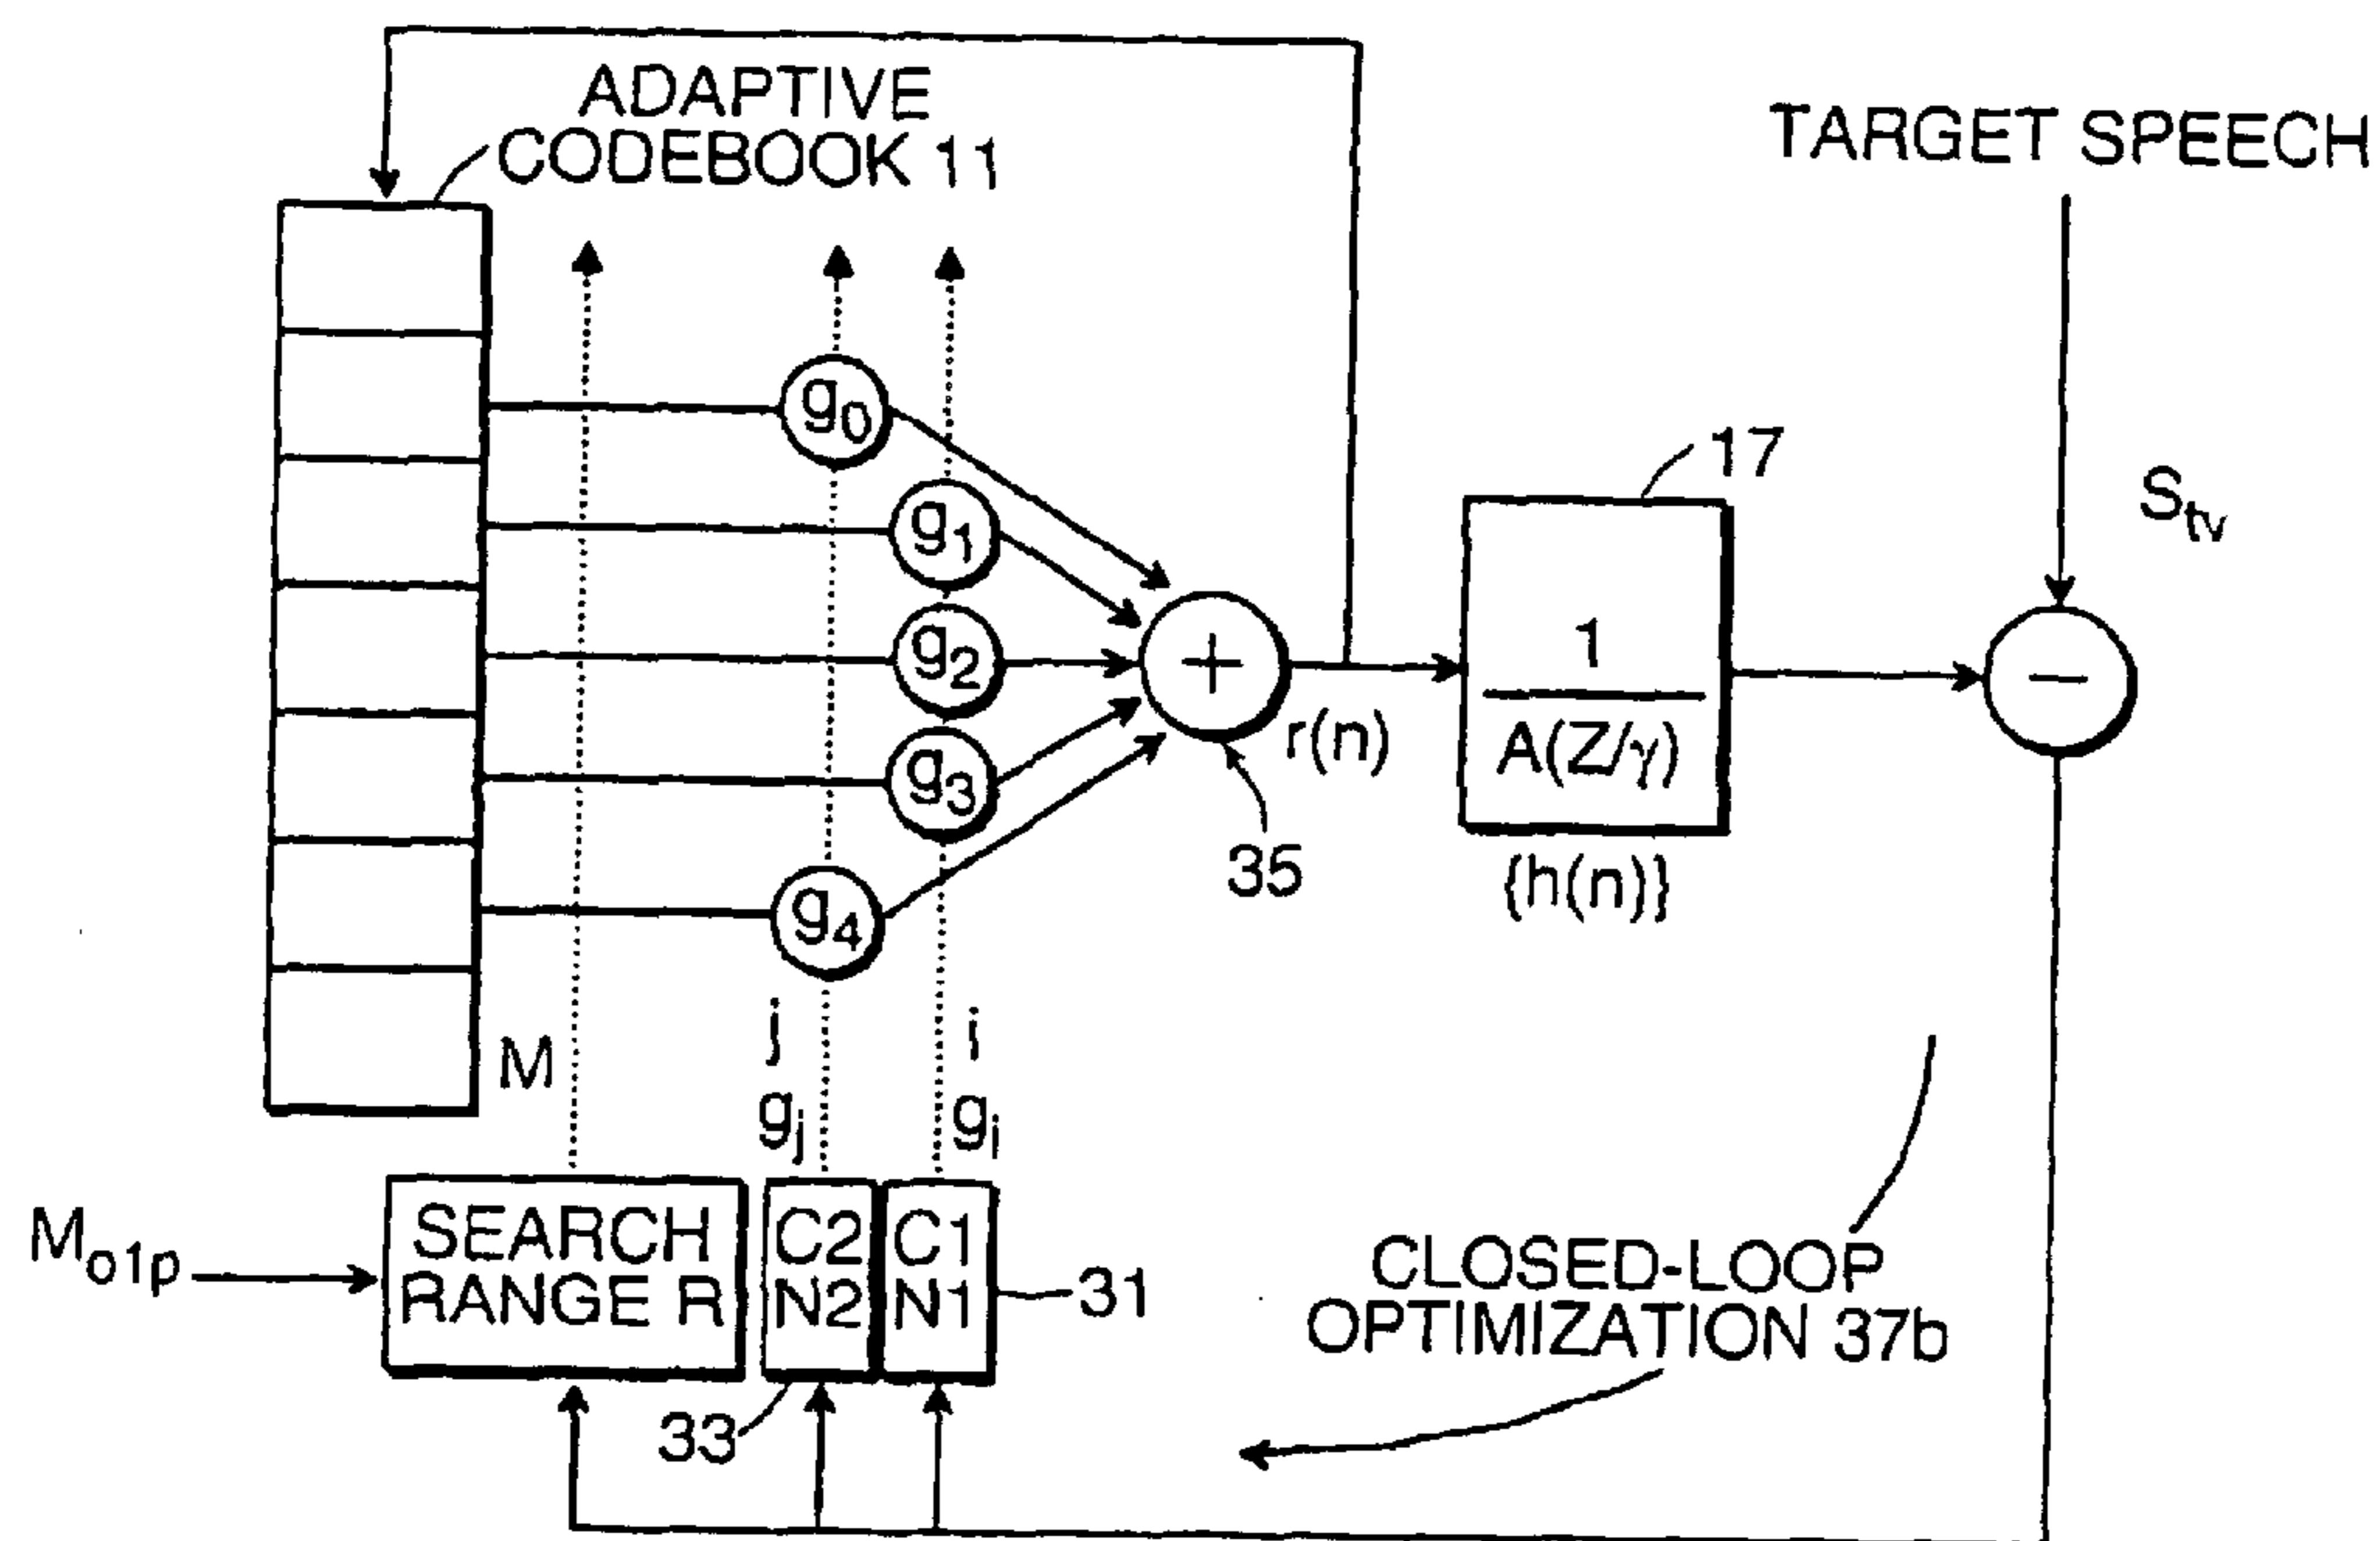 ADAPTIVE
CODEBOOK 11
TARGET SPEECH
g0
17
Stv
g1
g2
1
A(Z/γ)
r(n)
g3
35
{h(n)}
g4
j
i
M
gj
gi
Mo1p
SEARCH
RANGE R
C2
N2
C1
N1
31
CLOSED-LOOP
OPTIMIZATION 37b
33